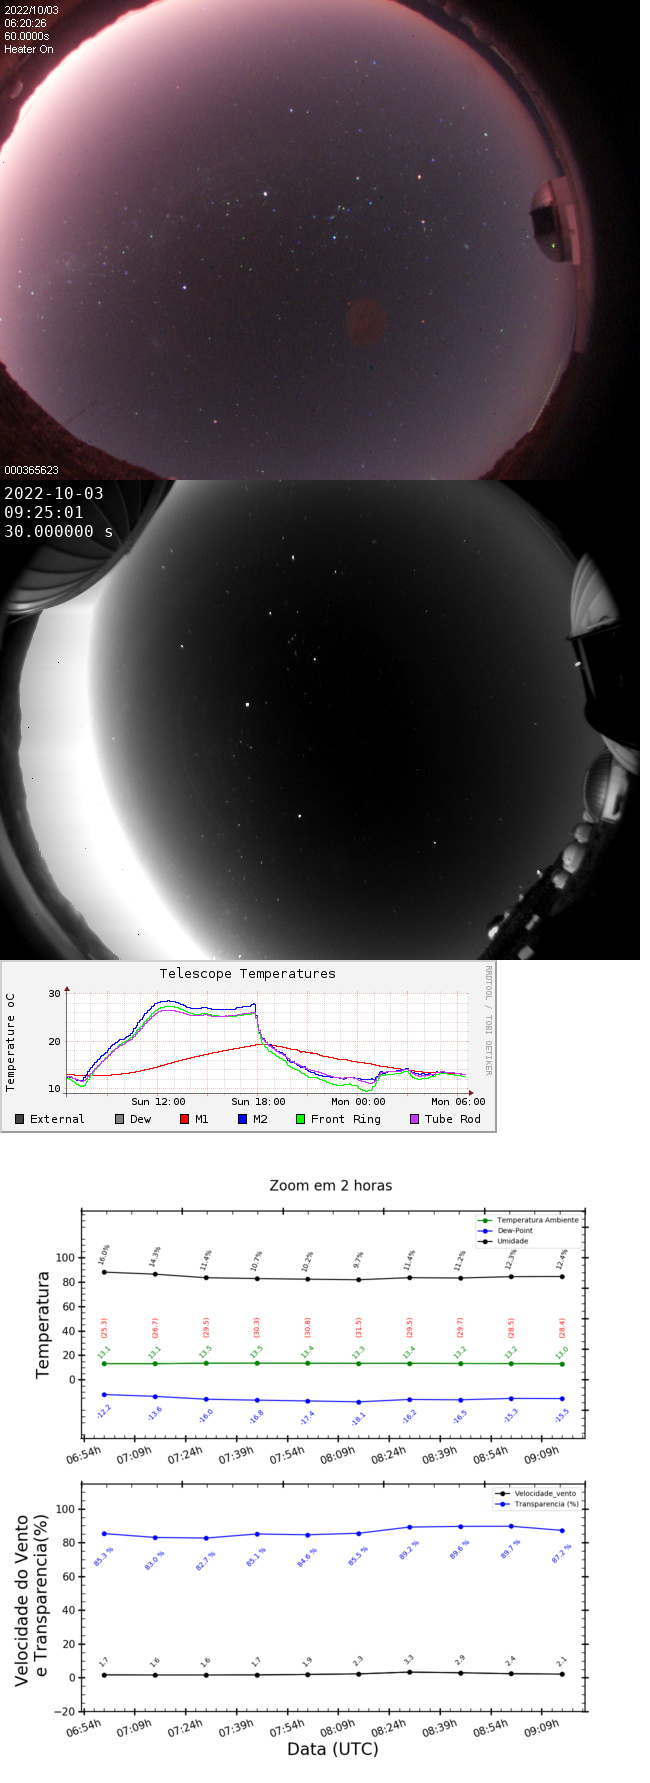 2022/10/03
06:20:26
60.0000s
Heater On
000365623
2022-10-03
09:25:01
30.000000 s
Telescope Temperatures
RRDTOOL / TOBI OETIKER
Temperature oC
30
20
10
Sun 12:00 Sun 18:00 Mon 00:00 Mon 06:00
External Dew M1 M2 Front Ring Tube Rod
Zoom em 2 horas
Temperatura Ambiente
Dew-Point
Umidade
Temperatura
100
80
60
40
20
0
16.0% 14.3% 11.4% 10.7% 10.2% 9.7% 11.4% 11.2% 12.3% 12.4%
(25.3) (26.7) (29.5) (30.3) (30.8) (31.5) (29.5) (29.7) (28.5) (28.4)
13.1 13.1 13.5 13.5 13.4 13.3 13.4 13.2 13.2 13.0
-12.2 -13.6 -16.0 -16.8 -17.4 -18.1 -16.2 -16.5 -15.3 -15.5
06:54h 07:09h 07:24h 07:39h 07:54h 08:09h 08:24h 08:39h 08:54h 09:09h
Velocidade_vento
Transparencia (%)
Velocidade do Vento
e Transparencia(%)
100
80
60
40
20
0
−20
85.3 % 83.0 % 82.7 % 85.1 % 84.6 % 85.5 % 89.2 % 89.6 % 89.7 % 87.2 %
1.7 1.6 1.6 1.7 1.9 2.3 3.3 2.9 2.4 2.1
06:54h 07:09h 07:24h 07:39h 07:54h 08:09h 08:24h 08:39h 08:54h 09:09h
Data (UTC)